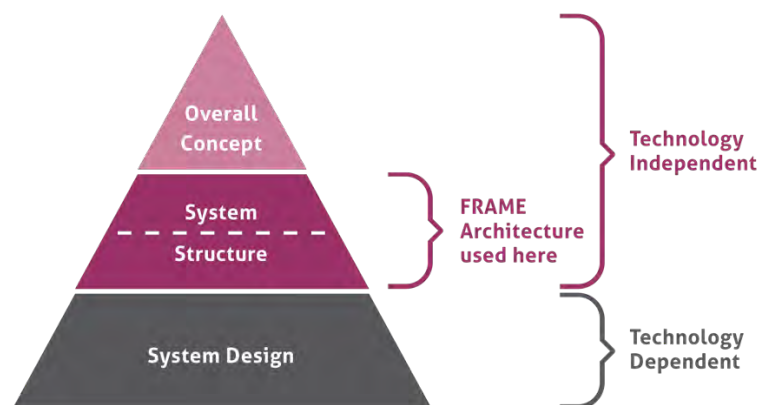 Overall
Concept
System
Structure
System Design
FRAME
Architecture
used here
Technology
Independent
Technology
Dependent